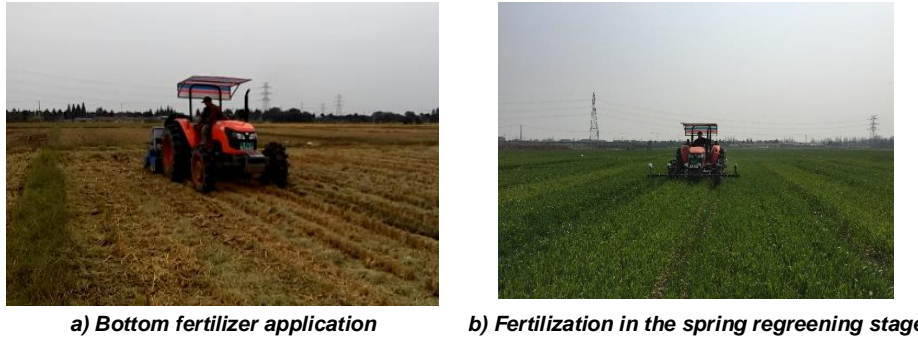 a) Bottom fertilizer application
b) Fertilization in the spring regreening stage